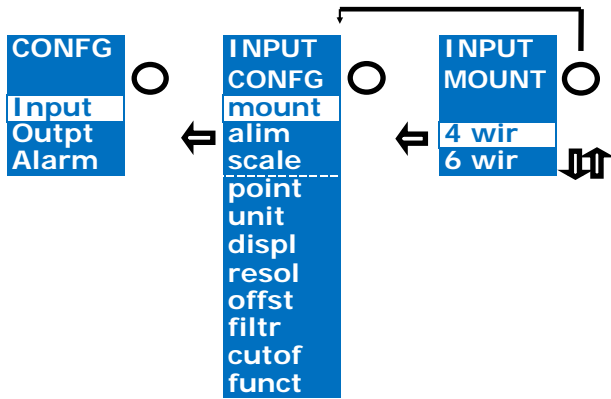 CONFG
Input
Outpt
Alarm
INPUT
CONFG
mount
alim
scale
point
unit
displ
resol
offst
filtr
cutof
funct
INPUT
MOUNT
4 wir
6 wir